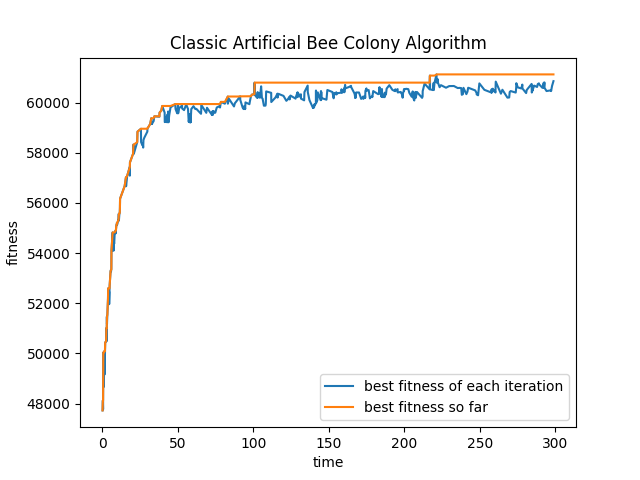 Classic Artificial Bee Colony Algorithm
fitness
60000
58000
56000
54000
52000
50000
48000
0 50 100 150 200 250 300
time
best fitness of each iteration
best fitness so far